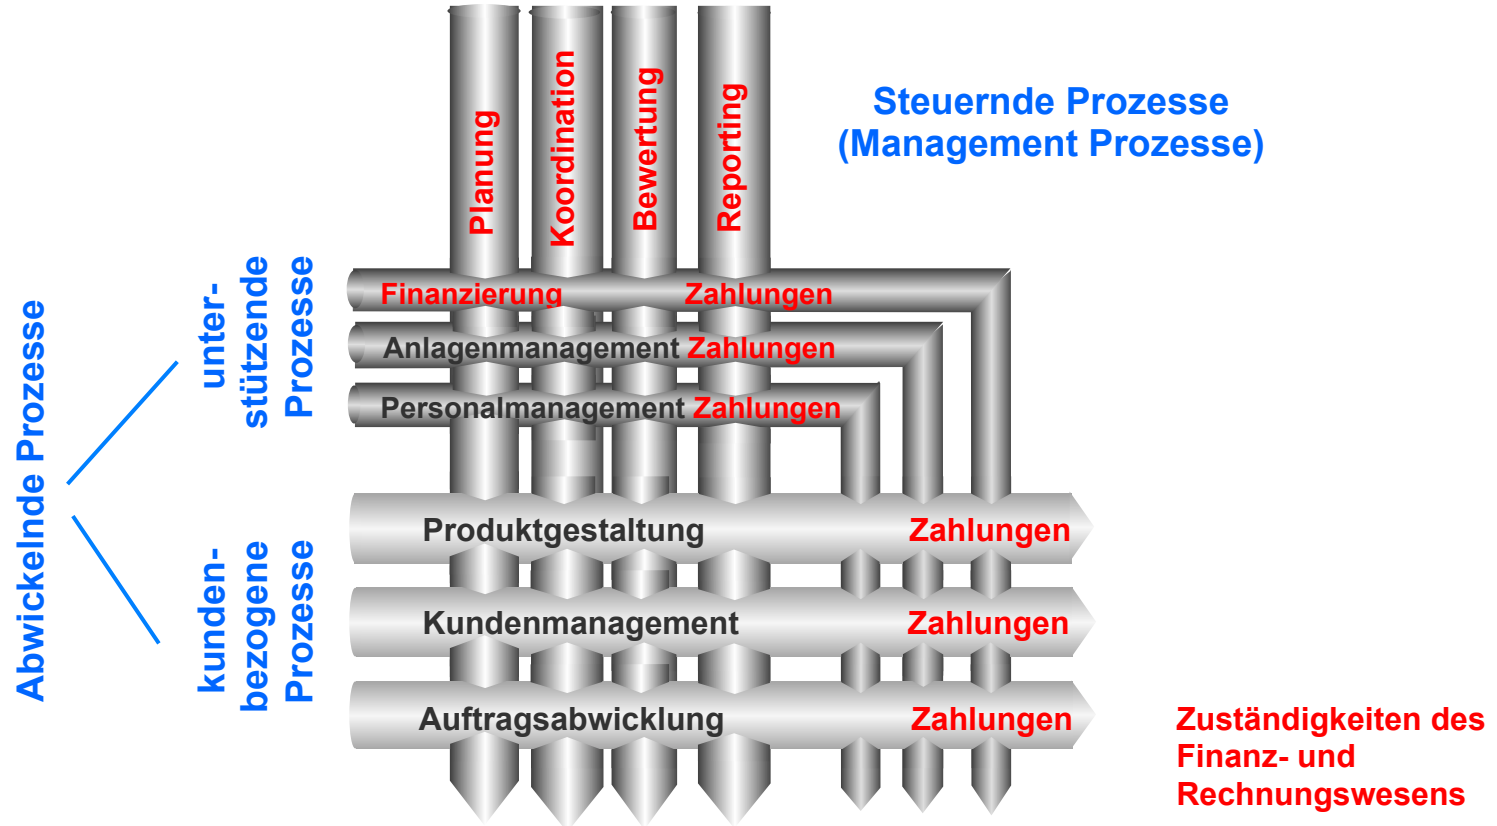 Steuernde Prozesse
(Management Prozesse)
Planung
Koordination
Bewertung
Reporting
Abwickelnde Prozesse
unter-
stützende
Prozesse
Finanzierung Zahlungen
Anlagenmanagement Zahlungen
Personalmanagement Zahlungen
kunden-
bezogene
Prozesse
Produktgestaltung Zahlungen
Kundenmanagement Zahlungen
Auftragsabwicklung Zahlungen
Zuständigkeiten des
Finanz- und
Rechnungswesens